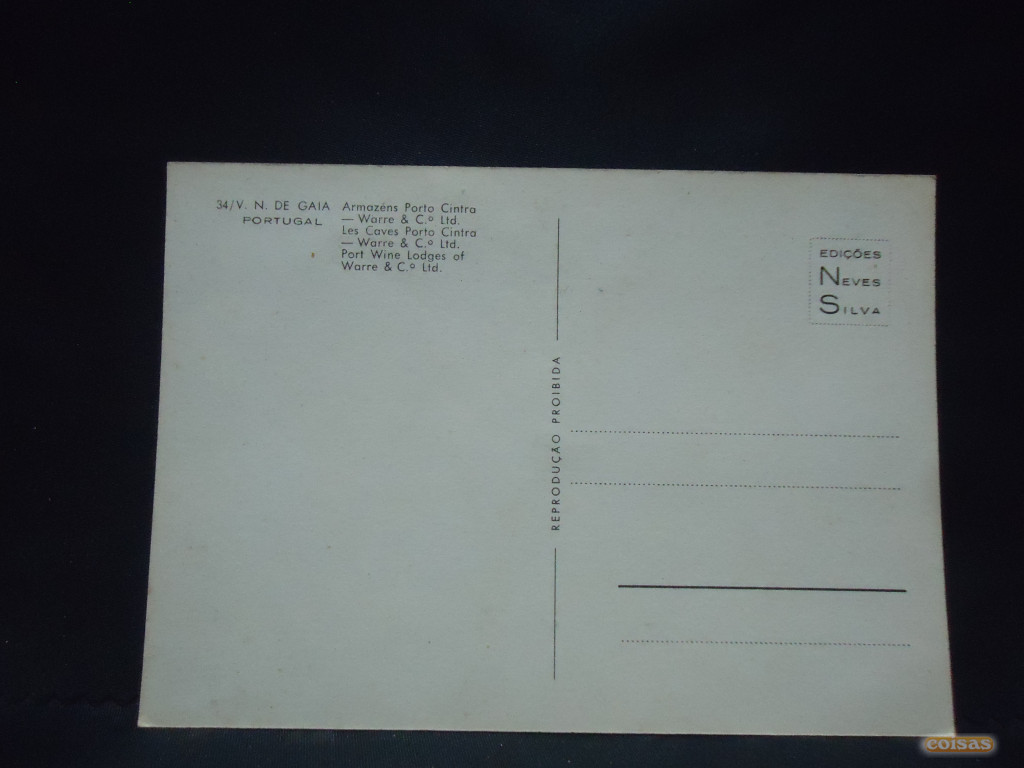 34/V. N. DE GAIA Armazéns Porto Cintra
PORTUGAL — Warre & C.º Ltd.
Les Caves Porto Cintra
— Warre & C.º Ltd.
Port Wine Lodges of
Warre & C.º Ltd.
REPRODUÇÃO PROIBIDA
EDIÇÕES
NEVES
SILVA
coisas